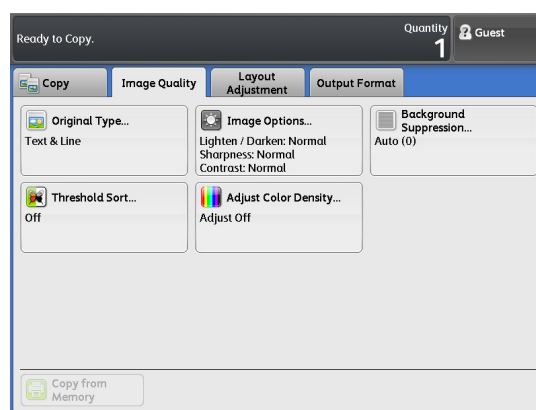 Ready to Copy.
Quantity
1
Guest
Copy
Image Quality
Layout
Adjustment
Output Format
Original Type...
Text & Line
Image Options...
Lighten / Darken: Normal
Sharpness: Normal
Contrast: Normal
Background
Suppression...
Auto (0)
Threshold Sort...
Off
Adjust Color Density...
Adjust Off
Copy from
Memory